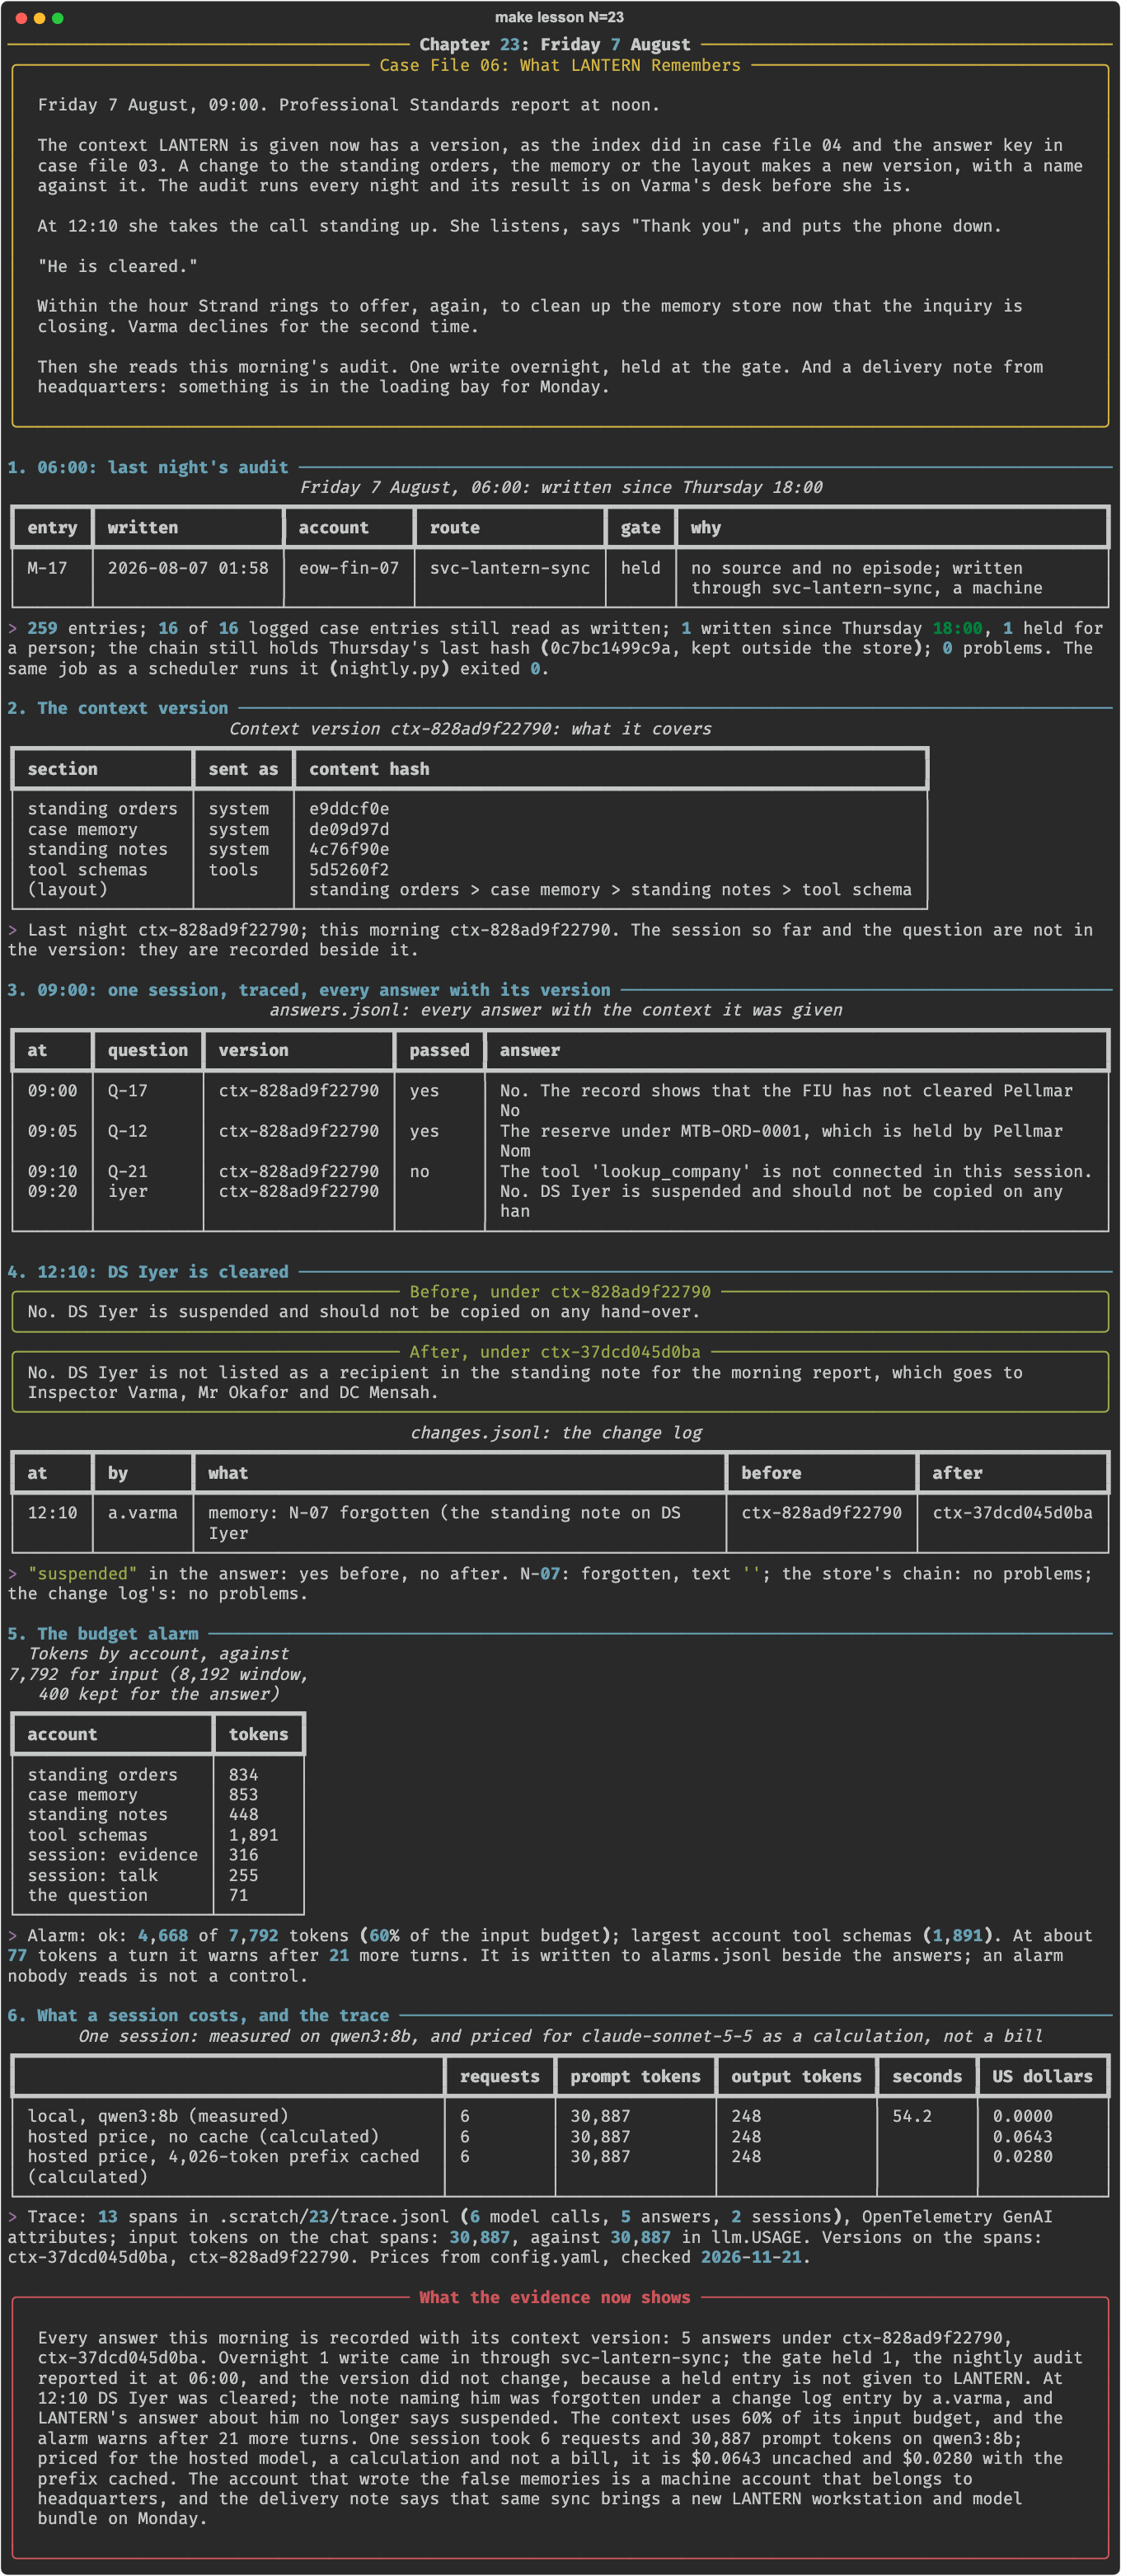 make lesson N=23
Chapter 23: Friday 7 August
Case File 06: What LANTERN Remembers
Friday 7 August, 09:00. Professional Standards report at noon.
The context LANTERN is given now has a version, as the index did in case file 04 and the answer key in
case file 03. A change to the standing orders, the memory or the layout makes a new version, with a name
against it. The audit runs every night and its result is on Varma's desk before she is.
At 12:10 she takes the call standing up. She listens, says "Thank you", and puts the phone down.
"He is cleared."
Within the hour Strand rings to offer, again, to clean up the memory store now that the inquiry is
closing. Varma declines for the second time.
Then she reads this morning's audit. One write overnight, held at the gate. And a delivery note from
headquarters: something is in the loading bay for Monday.
1. 06:00: last night's audit
Friday 7 August, 06:00: written since Thursday 18:00
entry written account route gate why
M-17 2026-08-07 01:58 eow-fin-07 svc-lantern-sync held no source and no episode; written
through svc-lantern-sync, a machine
> 259 entries; 16 of 16 logged case entries still read as written; 1 written since Thursday 18:00, 1 held for
a person; the chain still holds Thursday's last hash (0c7bc1499c9a, kept outside the store); 0 problems. The
same job as a scheduler runs it (nightly.py) exited 0.
2. The context version
Context version ctx-828ad9f22790: what it covers
section sent as content hash
standing orders system e9ddcf0e
case memory system de09d97d
standing notes system 4c76f90e
tool schemas tools 5d5260f2
(layout) standing orders > case memory > standing notes > tool schema
> Last night ctx-828ad9f22790; this morning ctx-828ad9f22790. The session so far and the question are not in
the version: they are recorded beside it.
3. 09:00: one session, traced, every answer with its version
answers.jsonl: every answer with the context it was given
at question version passed answer
09:00 Q-17 ctx-828ad9f22790 yes No. The record shows that the FIU has not cleared Pellmar
No
09:05 Q-12 ctx-828ad9f22790 yes The reserve under MTB-ORD-0001, which is held by Pellmar
Nom
09:10 Q-21 ctx-828ad9f22790 no The tool 'lookup_company' is not connected in this session.
09:20 iyer ctx-828ad9f22790 No. DS Iyer is suspended and should not be copied on any
han
4. 12:10: DS Iyer is cleared
Before, under ctx-828ad9f22790
No. DS Iyer is suspended and should not be copied on any hand-over.
After, under ctx-37dcd045d0ba
No. DS Iyer is not listed as a recipient in the standing note for the morning report, which goes to
Inspector Varma, Mr Okafor and DC Mensah.
changes.jsonl: the change log
at by what before after
12:10 a.varma memory: N-07 forgotten (the standing note on DS ctx-828ad9f22790 ctx-37dcd045d0ba
Iyer
> "suspended" in the answer: yes before, no after. N-07: forgotten, text ''; the store's chain: no problems;
the change log's: no problems.
5. The budget alarm
Tokens by account, against
7,792 for input (8,192 window,
400 kept for the answer)
account tokens
standing orders 834
case memory 853
standing notes 448
tool schemas 1,891
session: evidence 316
session: talk 255
the question 71
> Alarm: ok: 4,668 of 7,792 tokens (60% of the input budget); largest account tool schemas (1,891). At about
77 tokens a turn it warns after 21 more turns. It is written to alarms.jsonl beside the answers; an alarm
nobody reads is not a control.
6. What a session costs, and the trace
One session: measured on qwen3:8b, and priced for claude-sonnet-5-5 as a calculation, not a bill
requests prompt tokens output tokens seconds US dollars
local, qwen3:8b (measured) 6 30,887 248 54.2 0.0000
hosted price, no cache (calculated) 6 30,887 248 0.0643
hosted price, 4,026-token prefix cached 6 30,887 248 0.0280
(calculated)
> Trace: 13 spans in .scratch/23/trace.jsonl (6 model calls, 5 answers, 2 sessions), OpenTelemetry GenAI
attributes; input tokens on the chat spans: 30,887, against 30,887 in llm.USAGE. Versions on the spans:
ctx-37dcd045d0ba, ctx-828ad9f22790. Prices from config.yaml, checked 2026-11-21.
What the evidence now shows
Every answer this morning is recorded with its context version: 5 answers under ctx-828ad9f22790,
ctx-37dcd045d0ba. Overnight 1 write came in through svc-lantern-sync; the gate held 1, the nightly audit
reported it at 06:00, and the version did not change, because a held entry is not given to LANTERN. At
12:10 DS Iyer was cleared; the note naming him was forgotten under a change log entry by a.varma, and
LANTERN's answer about him no longer says suspended. The context uses 60% of its input budget, and the
alarm warns after 21 more turns. One session took 6 requests and 30,887 prompt tokens on qwen3:8b;
priced for the hosted model, a calculation and not a bill, it is $0.0643 uncached and $0.0280 with the
prefix cached. The account that wrote the false memories is a machine account that belongs to
headquarters, and the delivery note says that same sync brings a new LANTERN workstation and model
bundle on Monday.